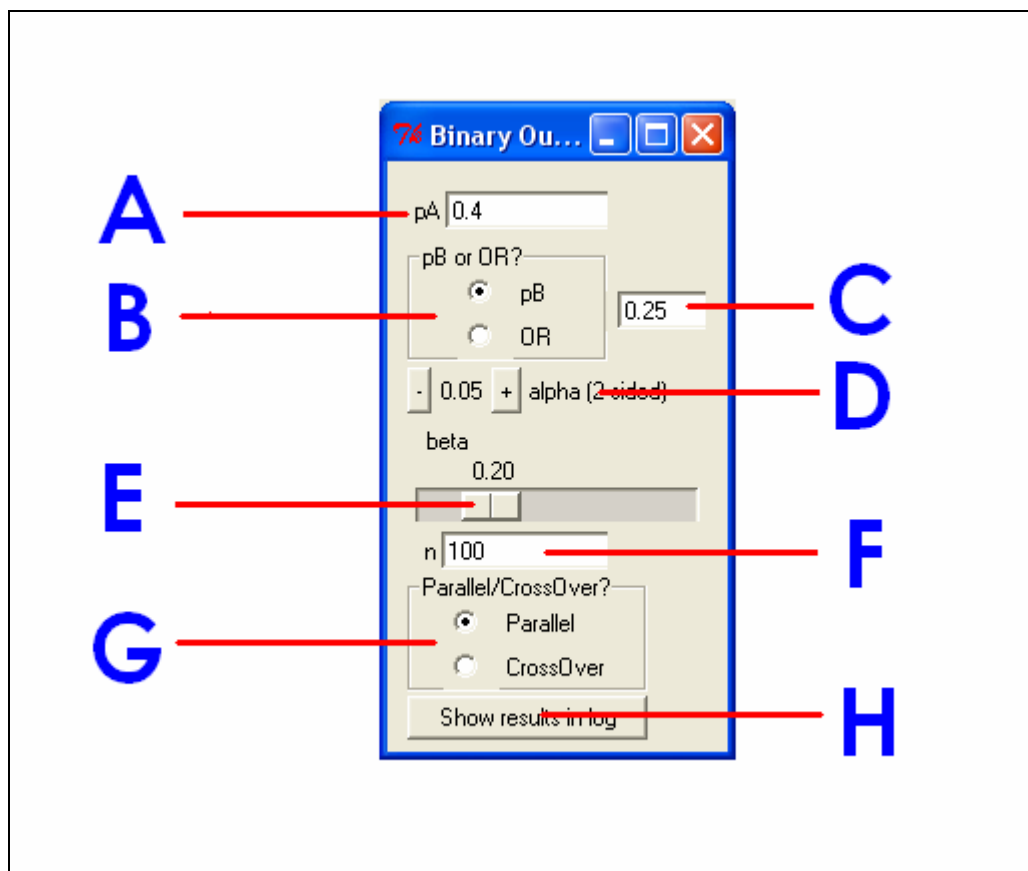 7% Binary Ou...
A
pA 0.4
pB or OR?
B
pB
OR
0.25
C
- 0.05 + alpha (2-sided)
D
beta
0.20
E
n 100
F
Parallel/CrossOver?
G
Parallel
CrossOver
Show results in log
H